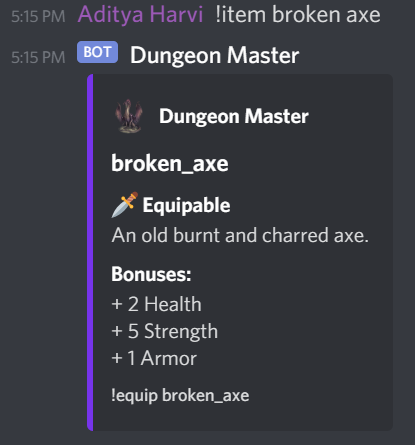 5:15 PM Aditya Harvi !item broken axe
5:15 PM BOT Dungeon Master
Dungeon Master
broken_axe
Equipable
An old burnt and charred axe.
Bonuses:
+ 2 Health
+ 5 Strength
+ 1 Armor
!equip broken_axe